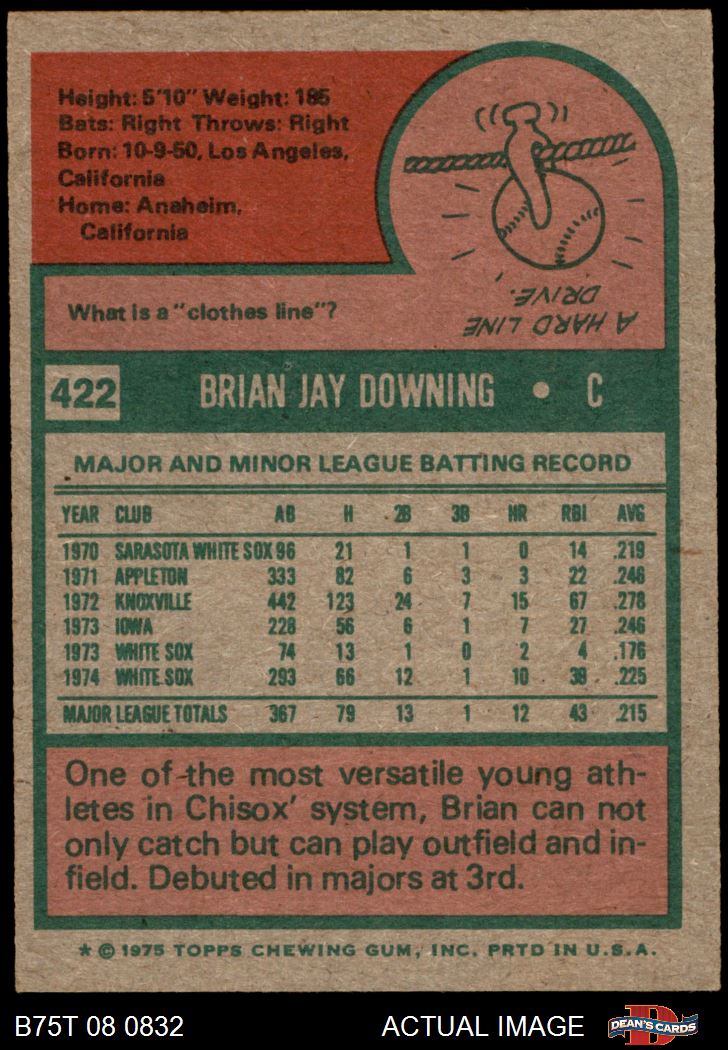 Height: 5'10" Weight: 185
Bats: Right Throws: Right
Born: 10-9-50, Los Angeles,
California
Home: Anaheim,
California
What is a "clothes line"?
A HARD LINE
DRIVE.
422 BRIAN JAY DOWNING • C
MAJOR AND MINOR LEAGUE BATTING RECORD
YEAR CLUB AB H 2B 3B HR RBI AVG
1970 SARASOTA WHITE SOX 96 21 1 1 0 14 .219
1971 APPLETON 333 82 6 3 3 22 .246
1972 KNOXVILLE 442 123 24 7 15 67 .278
1973 IOWA 228 56 6 1 7 27 .246
1973 WHITE SOX 74 13 1 0 2 4 .176
1974 WHITE SOX 293 66 12 1 10 39 .225
MAJOR LEAGUE TOTALS 367 79 13 1 12 43 .215
One of the most versatile young ath-
letes in Chisox' system, Brian can not
only catch but can play outfield and in-
field. Debuted in majors at 3rd.
* © 1975 TOPPS CHEWING GUM, INC. PRTD IN U.S.A.
B75T 08 0832 ACTUAL IMAGE D DEAN'S CARDS